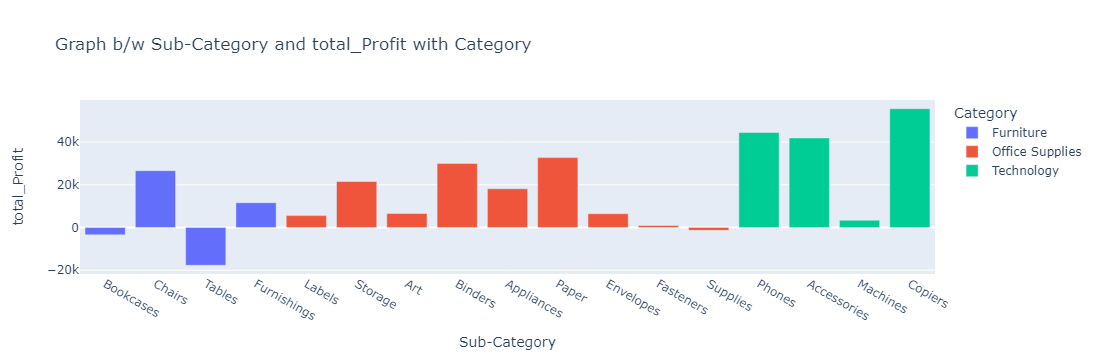 Graph b/w Sub-Category and total_Profit with Category
Category
Furniture
Office Supplies
Technology
total_Profit
40k
20k
0
−20k
Bookcases
Chairs
Tables
Furnishings
Labels
Storage
Art
Binders
Appliances
Paper
Envelopes
Fasteners
Supplies
Phones
Accessories
Machines
Copiers
Sub-Category